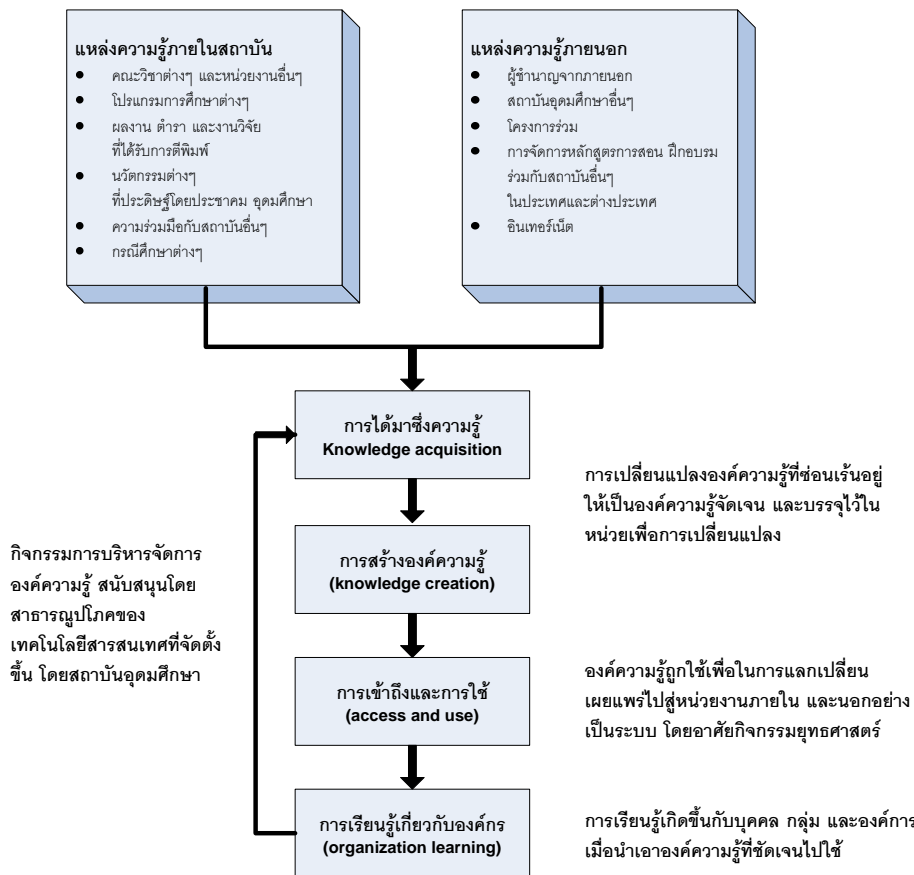 แหล่งความรู้ภายในสถาบัน
● คณะวิชาต่างๆ และหน่วยงานอื่นๆ
● โปรแกรมการศึกษาต่างๆ
● ผลงาน ตำรา และงานวิจัย
ที่ได้รับการตีพิมพ์
● นวัตกรรมต่างๆ
ที่ประดิษฐ์โดยประชาคม อุดมศึกษา
● ความร่วมมือกับสถาบันอื่นๆ
● กรณีศึกษาต่างๆ
แหล่งความรู้ภายนอก
● ผู้ชำนาญจากภายนอก
● สถาบันอุดมศึกษาอื่นๆ
● โครงการร่วม
● การจัดการหลักสูตรการสอน ฝึกอบรม
ร่วมกับสถาบันอื่นๆ
ในประเทศและต่างประเทศ
● อินเทอร์เน็ต
การได้มาซึ่งความรู้
Knowledge acquisition
การเปลี่ยนแปลงองค์ความรู้ที่ซ่อนเร้นอยู่
ให้เป็นองค์ความรู้จัดเจน และบรรจุไว้ใน
หน่วยเพื่อการเปลี่ยนแปลง
กิจกรรมการบริหารจัดการ
องค์ความรู้ สนับสนุนโดย
สาธารณูปโภคของ
เทคโนโลยีสารสนเทศที่จัดตั้ง
ขึ้น โดยสถาบันอุดมศึกษา
การสร้างองค์ความรู้
(knowledge creation)
การเข้าถึงและการใช้
(access and use)
องค์ความรู้ถูกใช้เพื่อในการแลกเปลี่ยน
เผยแพร่ไปสู่หน่วยงานภายใน และนอกอย่าง
เป็นระบบ โดยอาศัยกิจกรรมยุทธศาสตร์
การเรียนรู้เกี่ยวกับองค์กร
(organization learning)
การเรียนรู้เกิดขึ้นกับบุคคล กลุ่ม และองค์การ
เมื่อนำเอาองค์ความรู้ที่ชัดเจนไปใช้